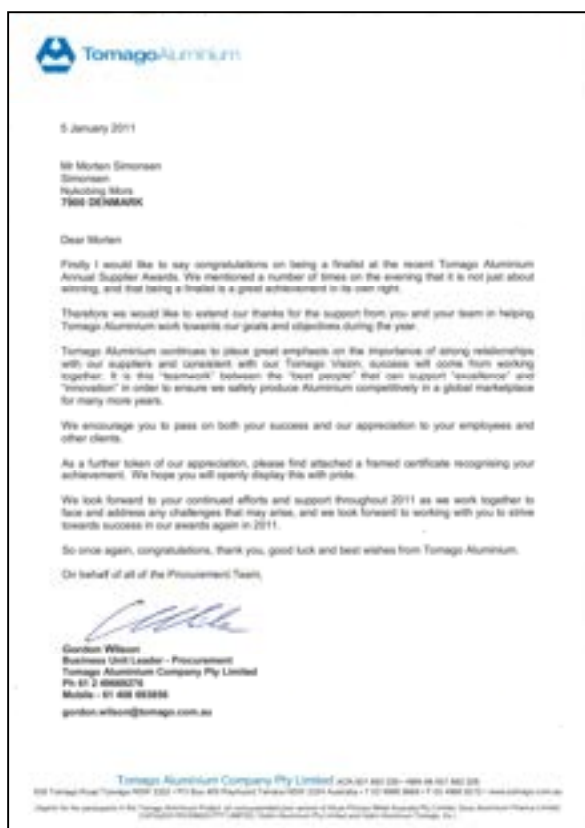 TomagoAluminium
5 January 2011
Mr Morten Simonsen
Simonsen
Nykobing Mors
7900 DENMARK
Dear Morten
Firstly I would like to say congratulations on being a finalist at the recent Tomago Aluminium
Annual Supplier Awards. We mentioned a number of times on the evening that it is not just about
winning, and that being a finalist is a great achievement in its own right.
Therefore we would like to extend our thanks for the support from you and your team in helping
Tomago Aluminium work towards our goals and objectives during the year.
Tomago Aluminium continues to place great emphasis on the importance of strong relationships
with our suppliers and consistent with our Tomago Vision, success will come from working
together. It is this "teamwork" between the "best people" that can support "excellence" and
"innovation" in order to ensure we safely produce Aluminium competitively in a global marketplace
for many more years.
We encourage you to pass on both your success and our appreciation to your employees and
other clients.
As a further token of our appreciation, please find attached a framed certificate recognising your
achievement. We hope you will openly display this with pride.
We look forward to your continued efforts and support throughout 2011 as we work together to
face and address any challenges that may arise, and we look forward to working with you to strive
towards success in our awards again in 2011.
So once again, congratulations, thank you, good luck and best wishes from Tomago Aluminium.
On behalf of all of the Procurement Team,
Gordon Wilson
Business Unit Leader - Procurement
Tomago Aluminium Company Pty Limited
Ph 61 2
Mobile - 61 408
gordon.wilson@tomago.com.au
Tomago Aluminium Company Pty Limited